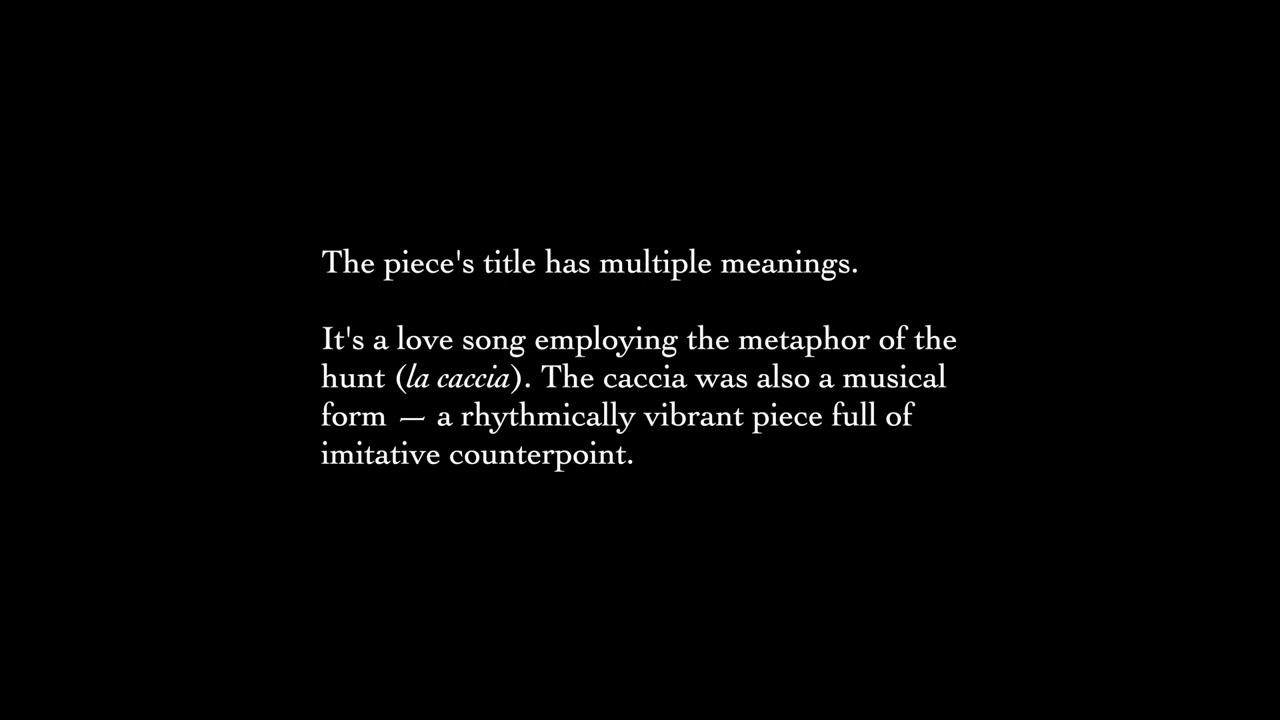 The piece's title has multiple meanings.
It's a love song employing the metaphor of the
hunt (la caccia). The caccia was also a musical
form — a rhythmically vibrant piece full of
imitative counterpoint.